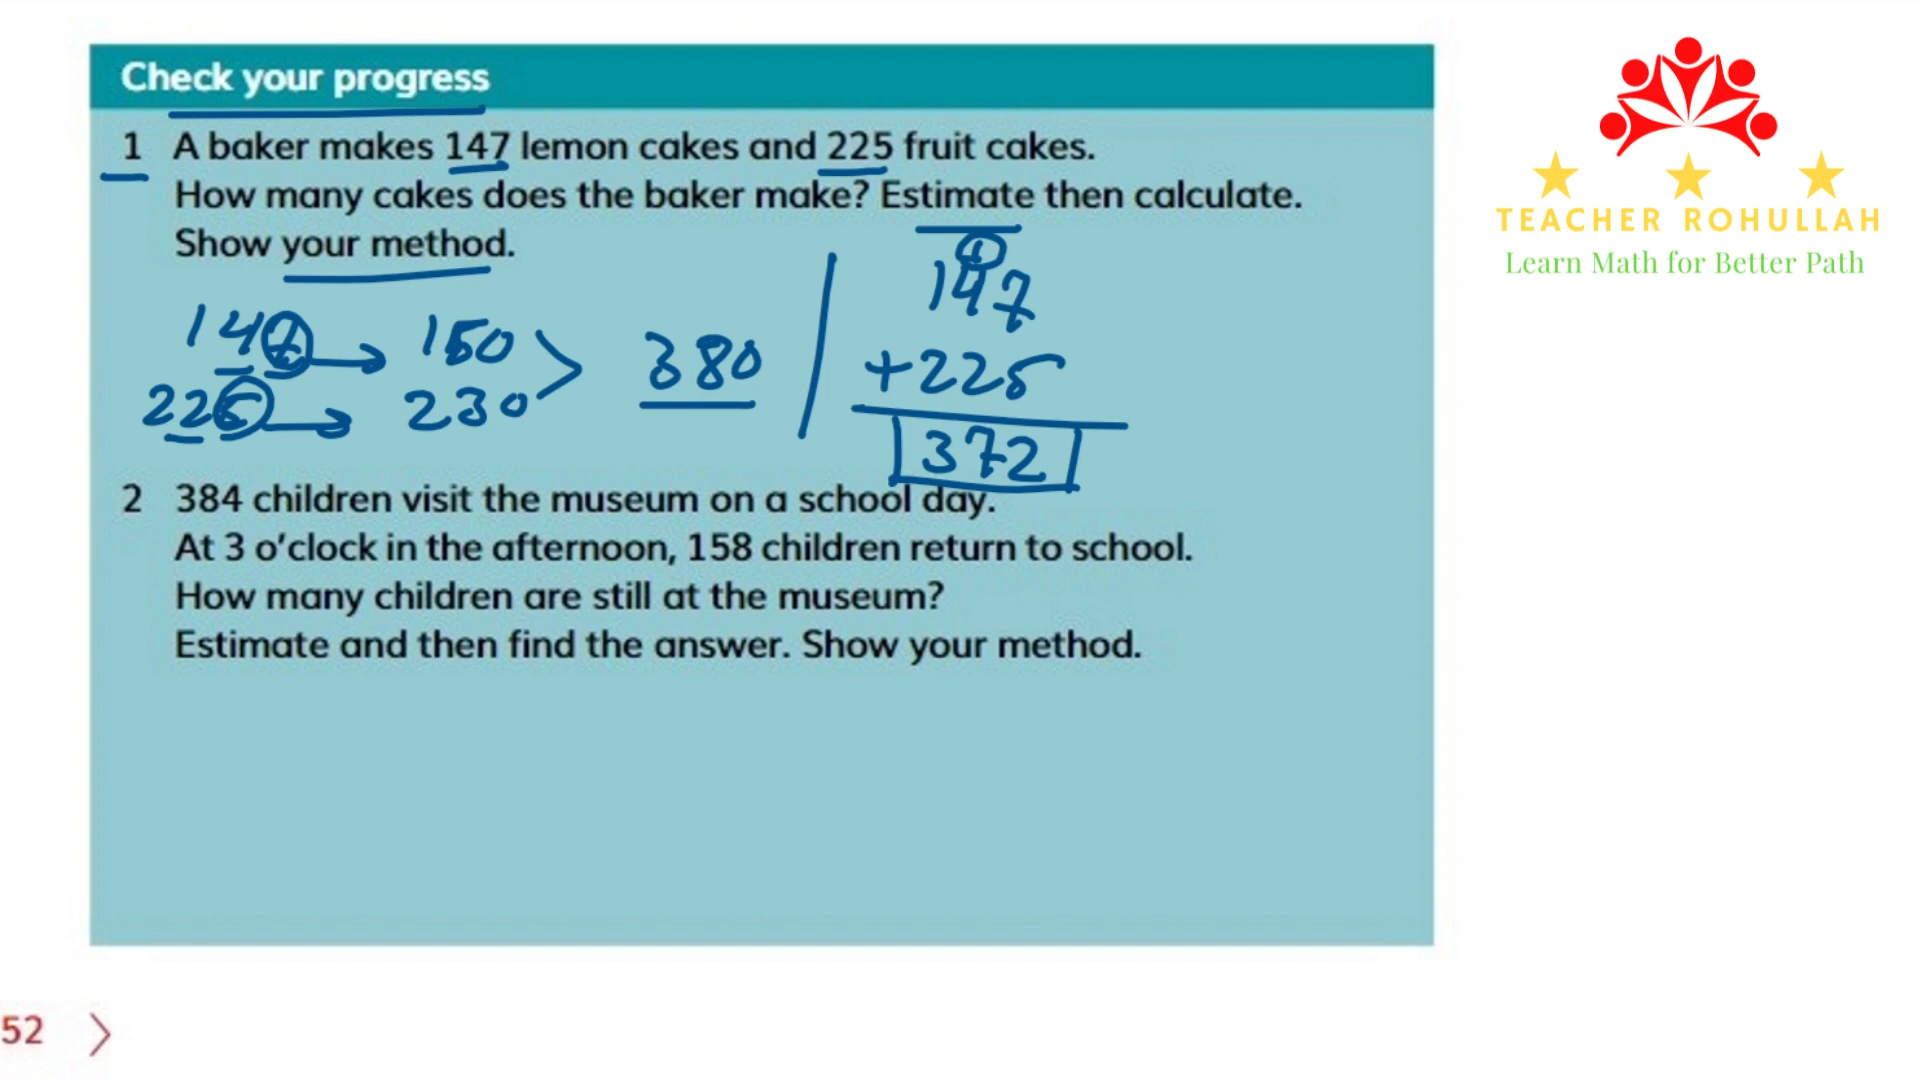 Check your progress
1 A baker makes 147 lemon cakes and 225 fruit cakes.
How many cakes does the baker make? Estimate then calculate.
Show your method.
147 → 150
225 → 230
> 380
1
147
+225
372
2 384 children visit the museum on a school day.
At 3 o'clock in the afternoon, 158 children return to school.
How many children are still at the museum?
Estimate and then find the answer. Show your method.
52
TEACHER ROHULLAH
Learn Math for Better Path